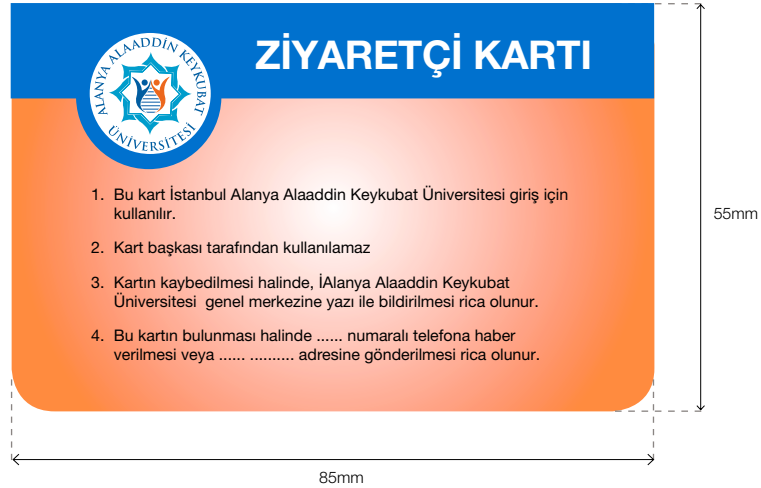 ALANYA ALAADDİN KEYKUBAT
ÜNİVERSİTESİ
ZİYARETÇİ KARTI
1. Bu kart İstanbul Alanya Alaaddin Keykubat Üniversitesi giriş için
kullanılır.
2. Kart başkası tarafından kullanılamaz
3. Kartın kaybedilmesi halinde, İAlanya Alaaddin Keykubat
Üniversitesi  genel merkezine yazı ile bildirilmesi rica olunur.
4. Bu kartın bulunması halinde ...... numaralı telefona haber
verilmesi veya ...... .......... adresine gönderilmesi rica olunur.
55mm
85mm